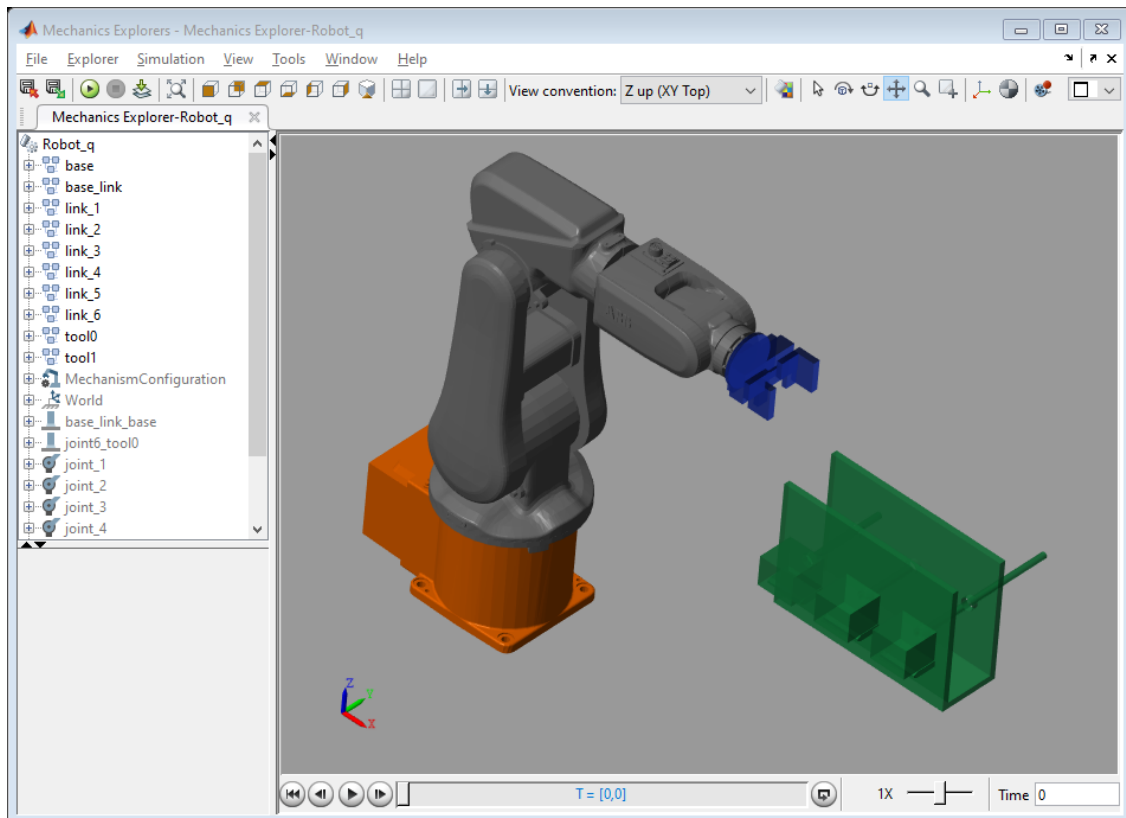 Mechanics Explorers - Mechanics Explorer-Robot_q
File Explorer Simulation View Tools Window Help
View convention: Z up (XY Top)
Mechanics Explorer-Robot_q
Robot_q
base
base_link
link_1
link_2
link_3
link_4
link_5
link_6
tool0
tool1
MechanismConfiguration
World
base_link_base
joint6_tool0
joint_1
joint_2
joint_3
joint_4
ABB
Z
Y
X
T = [0,0]
1X
Time 0